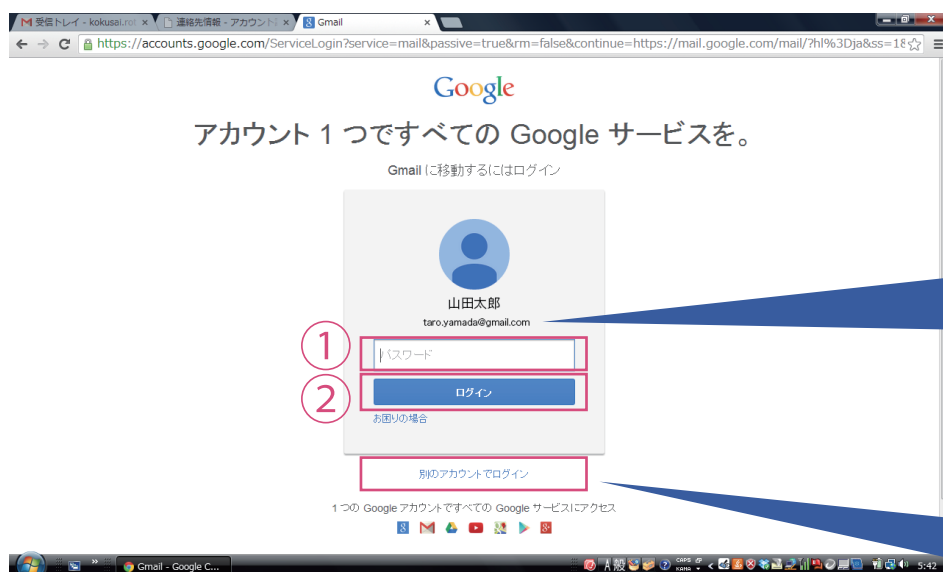 受信トレイ - kokusai.rot
連絡先情報 - アカウント
Gmail
https://accounts.google.com/ServiceLogin?service=mail&passive=true&rm=false&continue=https://mail.google.com/mail/?hl%3Dja&ss=1
Google
アカウント 1 つですべての Google サービスを。
Gmail に移動するにはログイン
山田太郎
taro.yamada@gmail.com
① パスワード
② ログイン
お困りの場合
別のアカウントでログイン
1 つの Google アカウントですべての Google サービスにアクセス
Gmail - Google C...
A 般 CAPS KANA 5:42